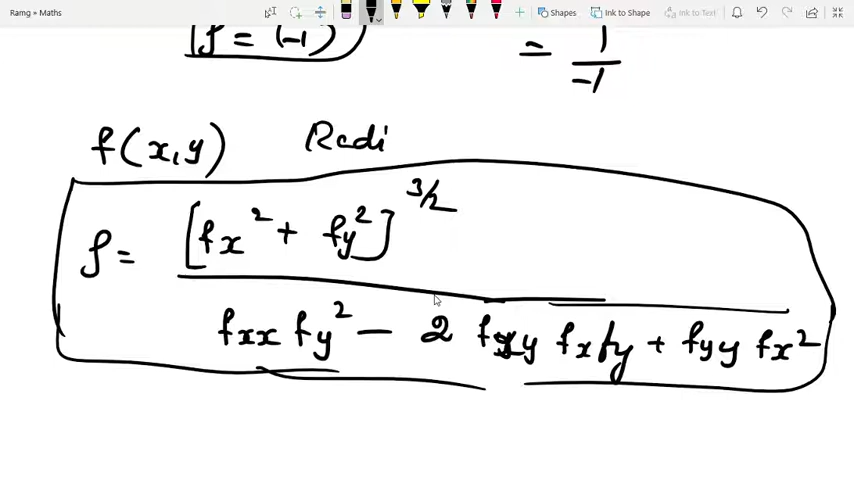 Ramg » Maths
Shapes Ink to Shape Ink to Text
[ρ = (-1)
= 1/-1
f(x,y) Radi
ρ = [fx² + fy²]^3/2
fxx fy² - 2 fxy fx fy + fyy fx²